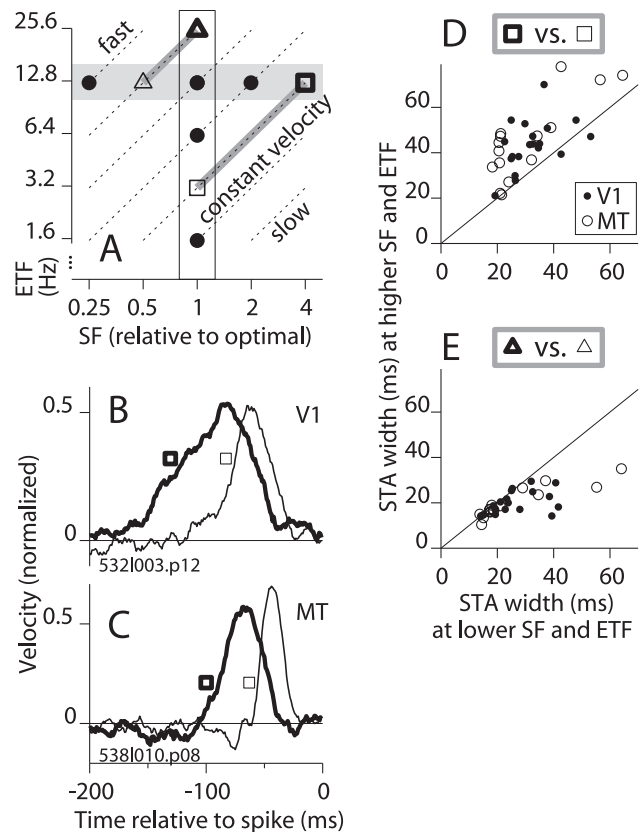 25.6
12.8
6.4
3.2
1.6
ETF
(Hz)
fast
constant velocity
slow
A
0.25 0.5 1 2 4
SF (relative to optimal)
B
V1
0.5
0
532l003.p12
C
MT
0.5
0
538l010.p08
Velocity (normalized)
-200 -100 0
Time relative to spike (ms)
D
vs.
60
40
20
0
V1
MT
0 20 40 60
E
vs.
60
40
20
0
0 20 40 60
STA width (ms) at higher SF and ETF
STA width (ms)
at lower SF and ETF